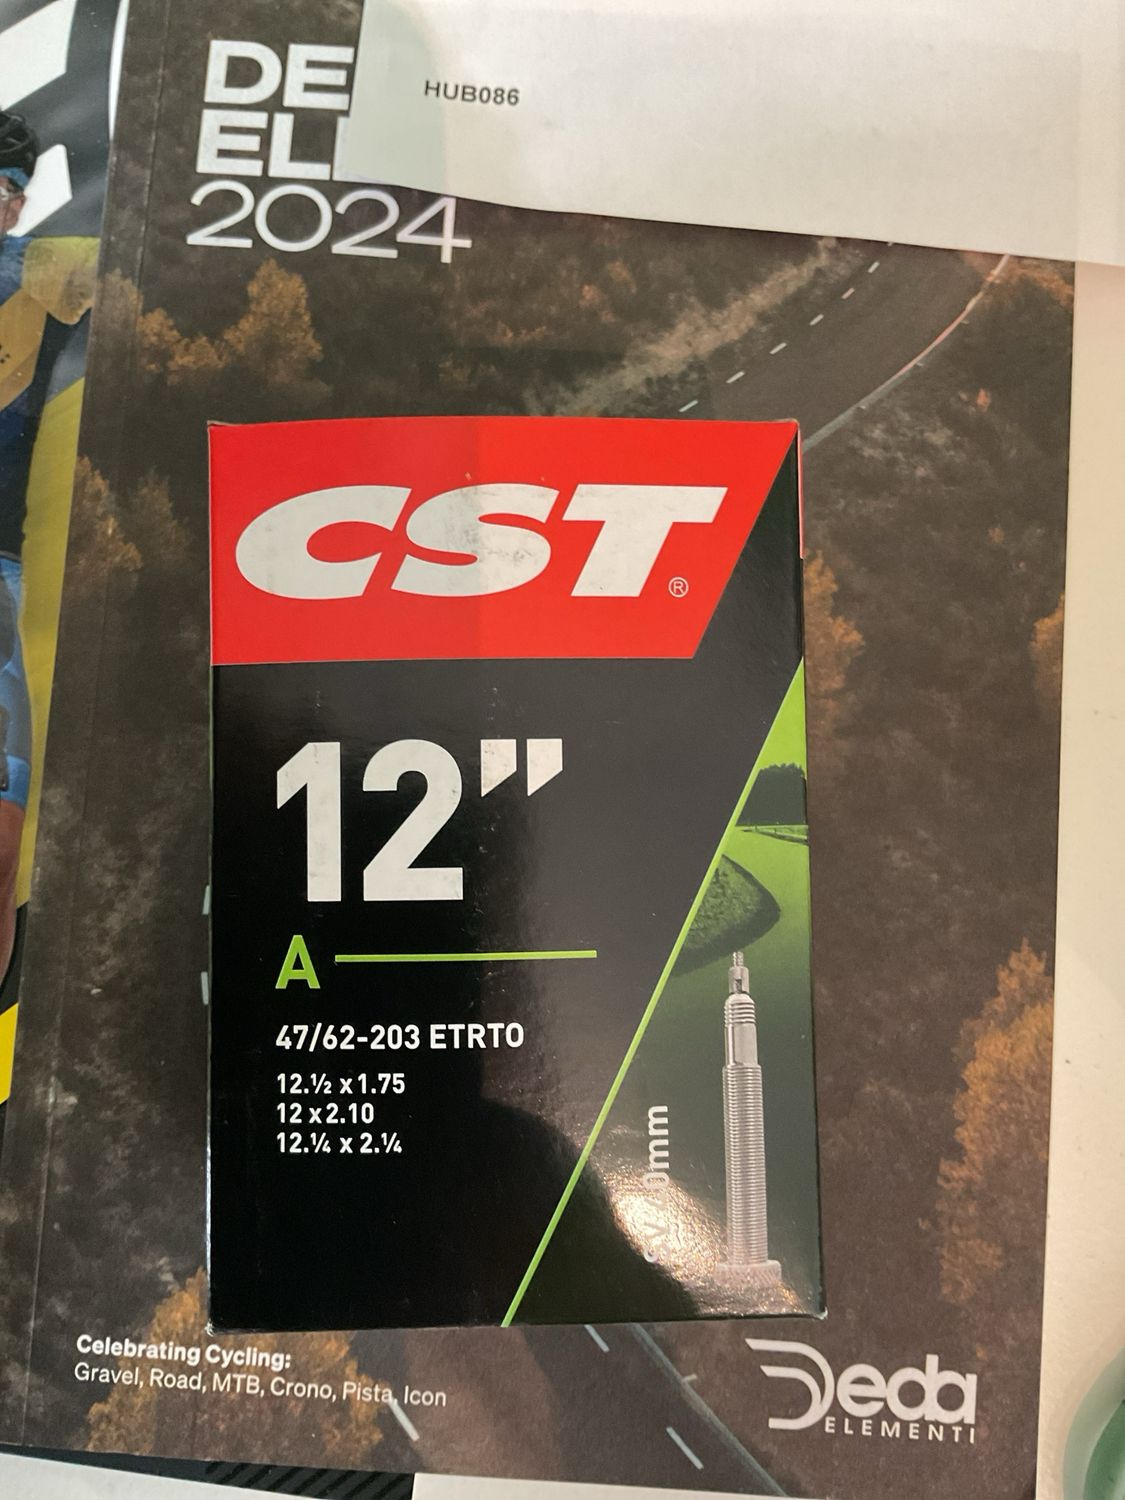 DE
EL
2024
HUB086
CST®
12”
A
47/62-203 ETRTO
12.½ x 1.75
12 x 2.10
12.¼ x 2.¼
Celebrating Cycling:
Gravel, Road, MTB, Crono, Pista, Icon
Deda
ELEMENTI